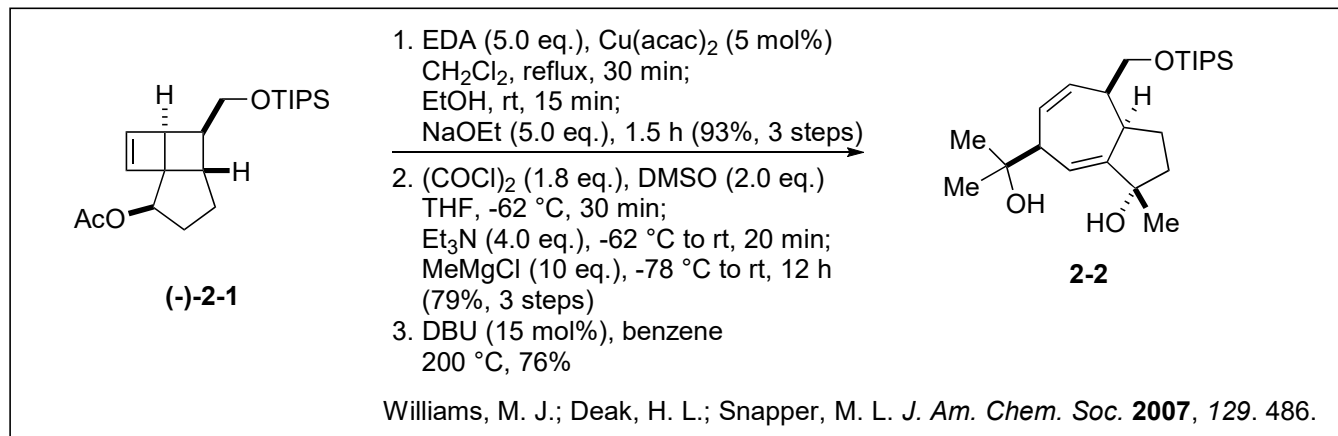 1. EDA (5.0 eq.), Cu(acac)2 (5 mol%)
CH2Cl2, reflux, 30 min;
EtOH, rt, 15 min;
NaOEt (5.0 eq.), 1.5 h (93%, 3 steps)
2. (COCl)2 (1.8 eq.), DMSO (2.0 eq.)
THF, -62 °C, 30 min;
Et3N (4.0 eq.), -62 °C to rt, 20 min;
MeMgCl (10 eq.), -78 °C to rt, 12 h
(79%, 3 steps)
3. DBU (15 mol%), benzene
200 °C, 76%
H
OTIPS
H
AcO
(-)-2-1
OTIPS
H
Me
Me
OH
HO
Me
2-2
Williams, M. J.; Deak, H. L.; Snapper, M. L. J. Am. Chem. Soc. 2007, 129. 486.